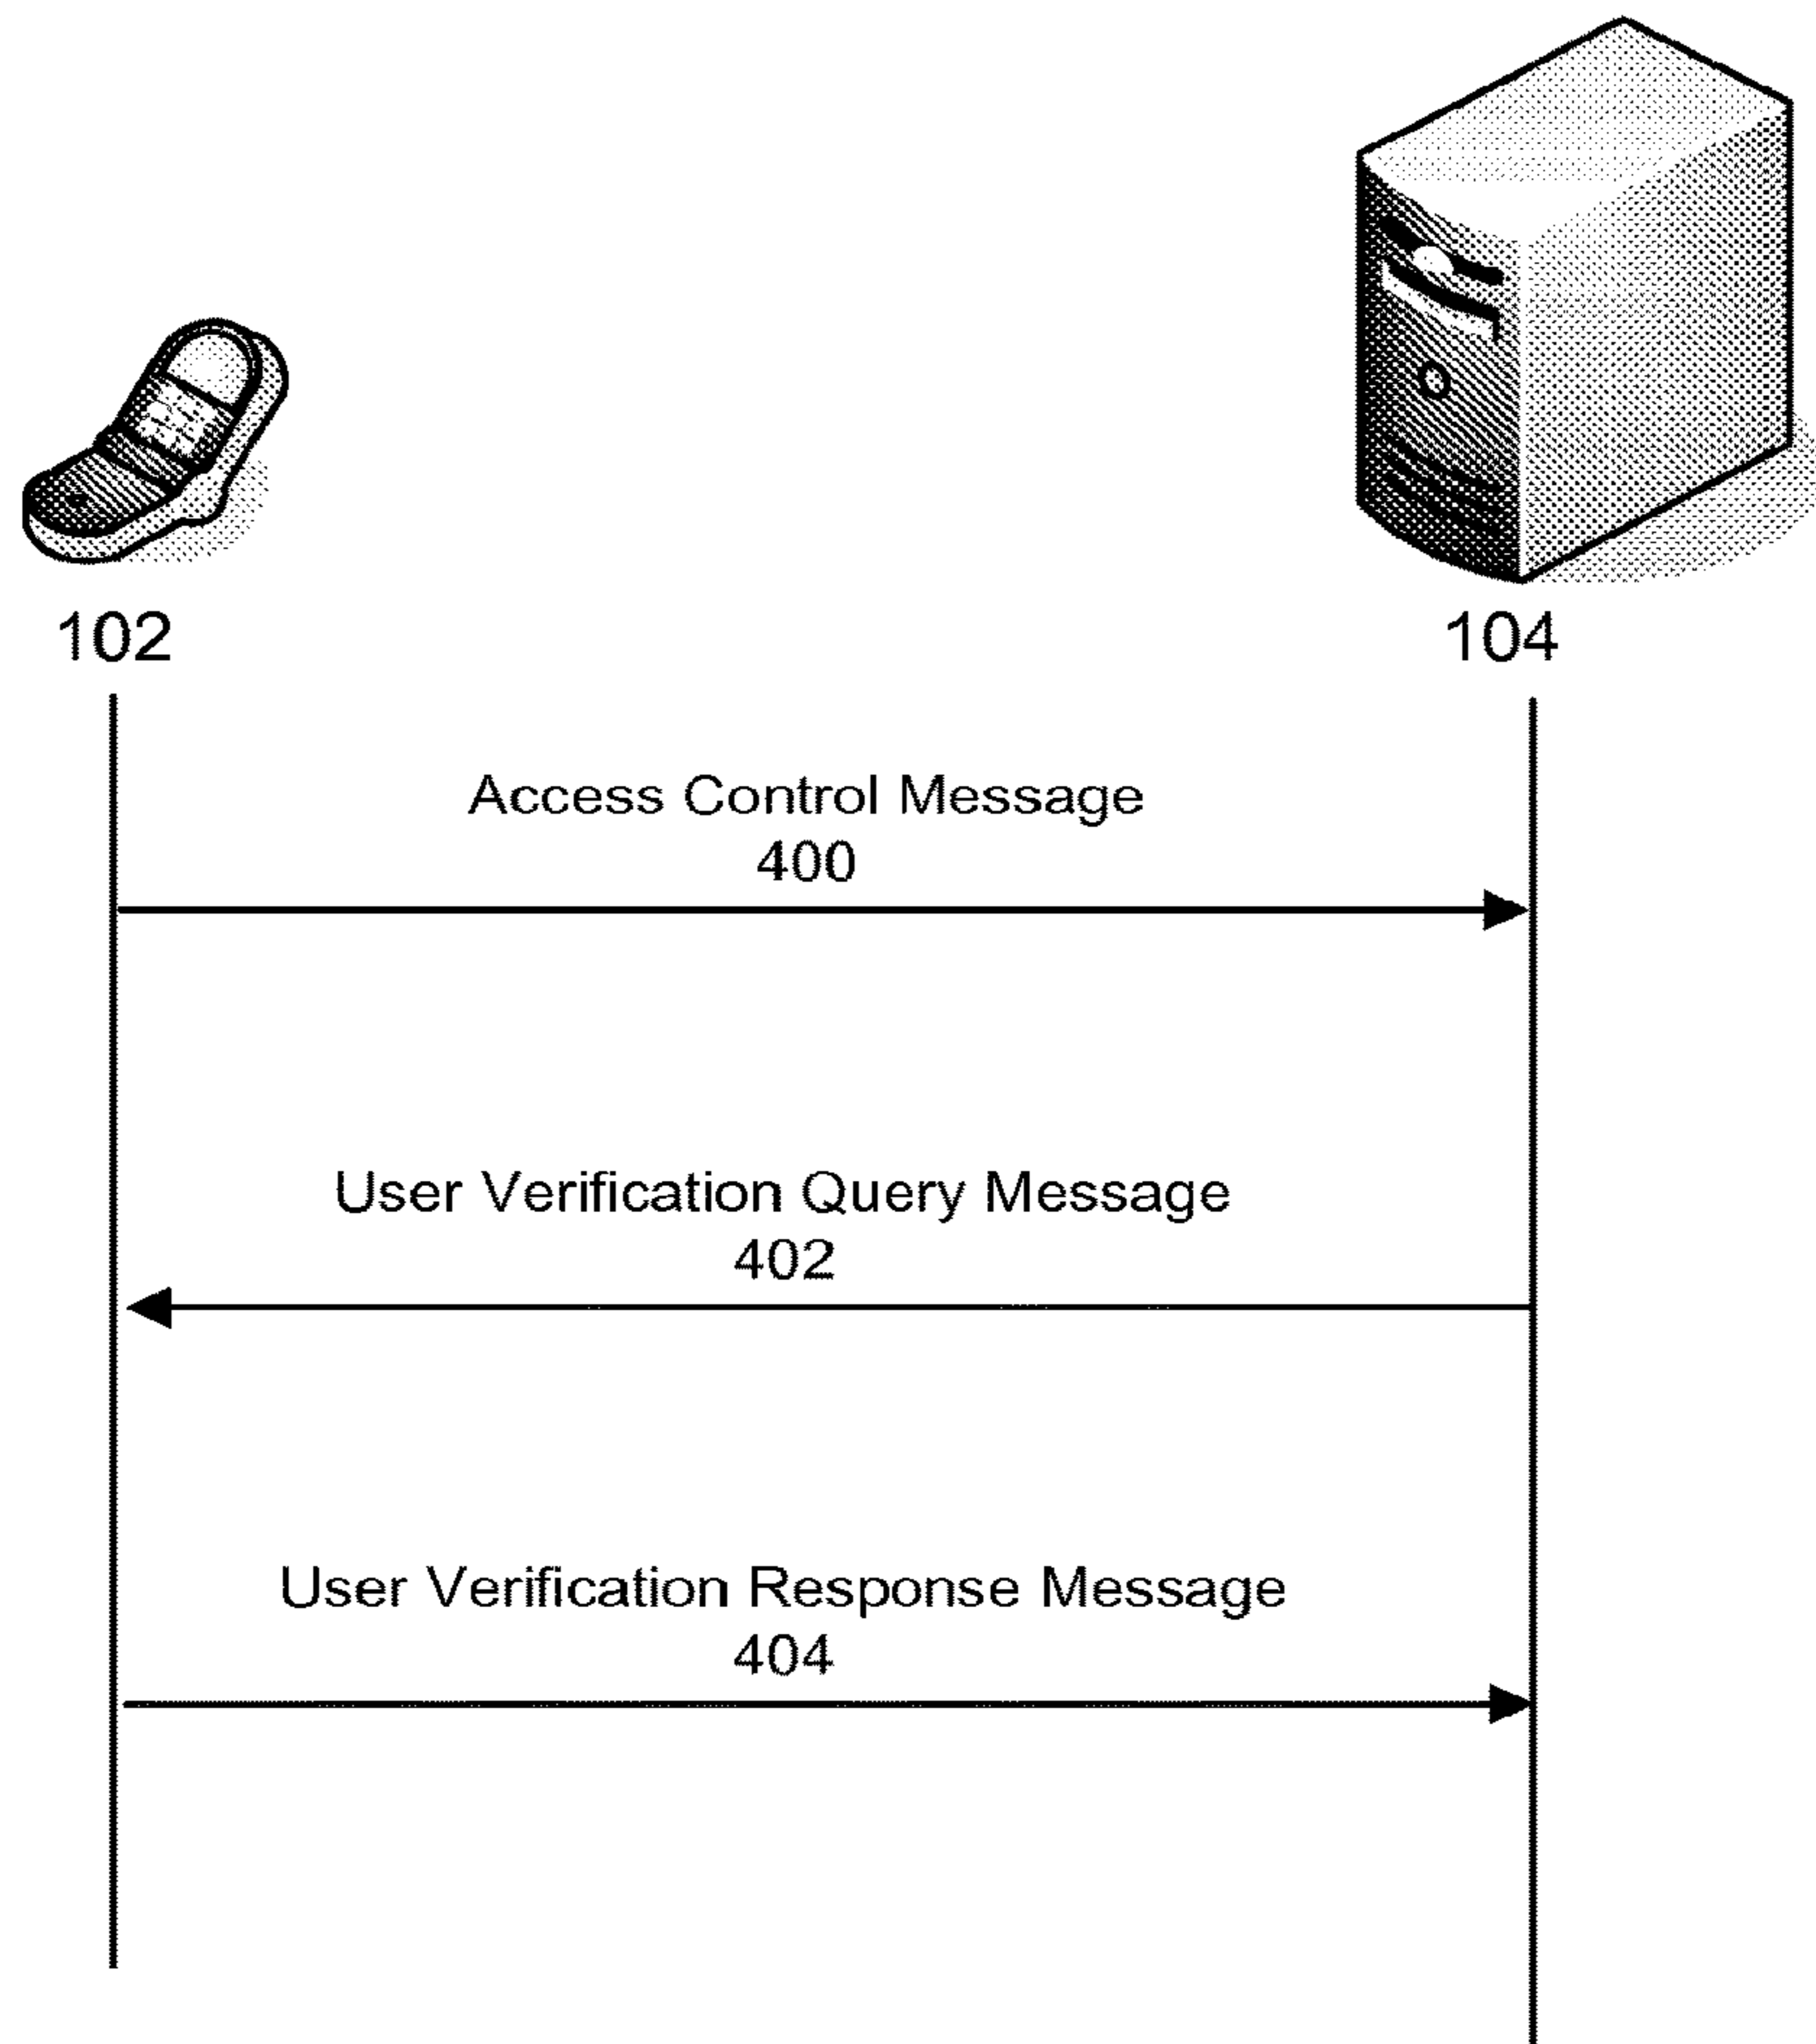 102
104
Access Control Message
400
User Verification Query Message
402
User Verification Response Message
404